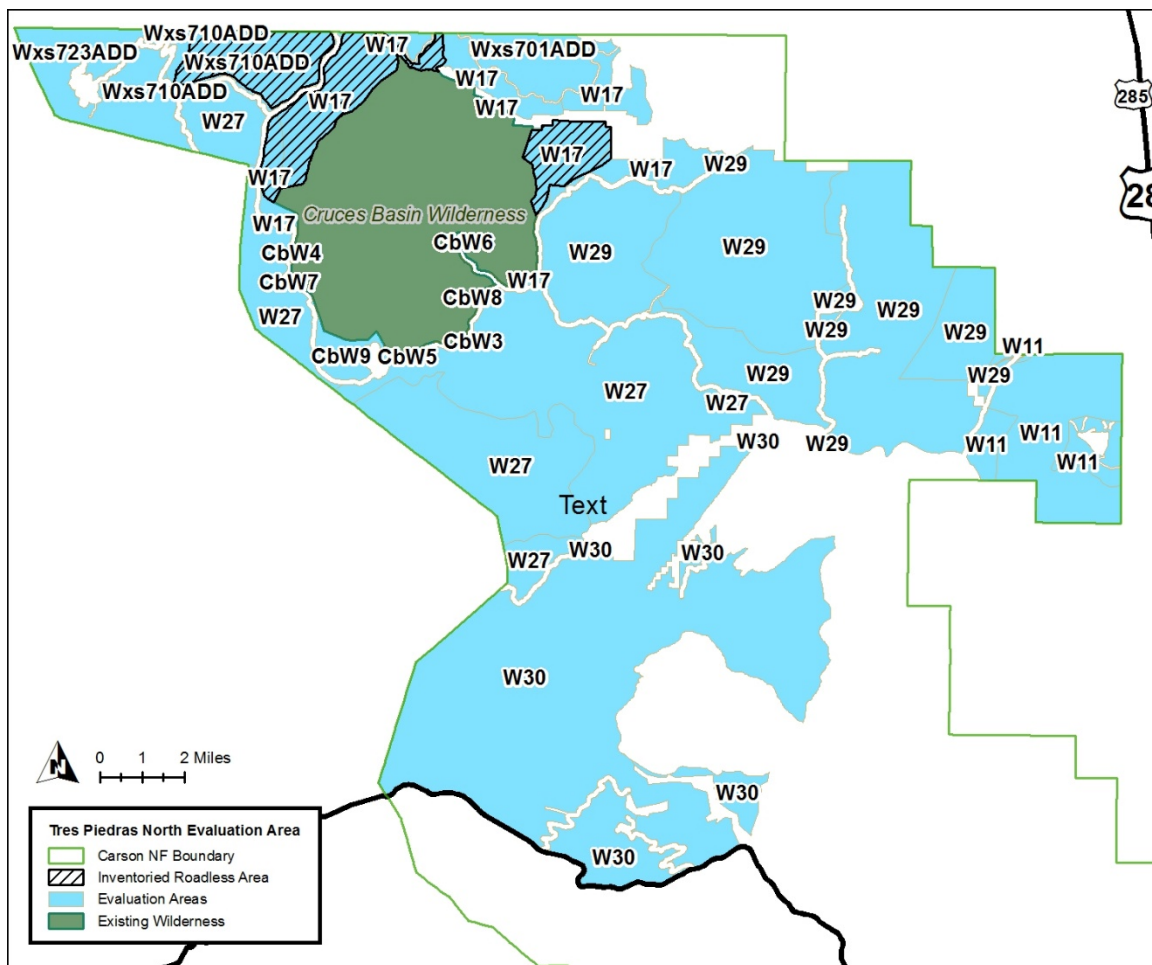 Wxs710ADD
Wxs723ADD
W17
Wxs701ADD
Wxs710ADD
Wxs710ADD
W17
W17
W17
W17
285
W27
W17
W17
W29
W17
28
W17
Cruces Basin Wilderness
CbW6
W29
W29
CbW4
CbW7
W17
CbW8
W29
W29
W27
W29
W29
CbW3
W11
CbW9
CbW5
W29
W29
W27
W27
W30
W29
W11
W11
W11
W27
Text
W30
W30
W27
W30
N
0 1 2 Miles
W30
W30
Tres Piedras North Evaluation Area
Carson NF Boundary
Inventoried Roadless Area
Evaluation Areas
Existing Wilderness